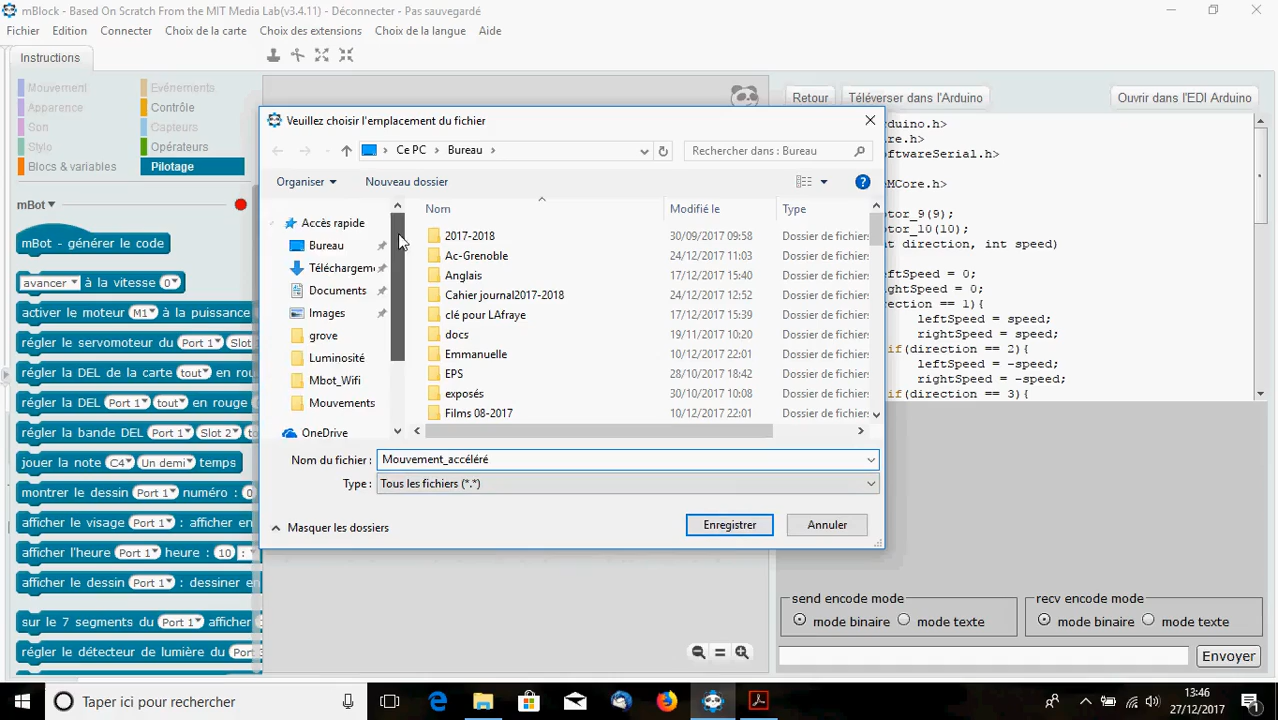 mBlock - Based On Scratch From the MIT Media Lab(v3.4.11) - Déconnecter - Pas sauvegardé
Fichier Edition Connecter Choix de la carte Choix des extensions Choix de la langue Aide
Instructions
Mouvement Evénements
Apparence Contrôle
Son Capteurs
Stylo Opérateurs
Blocs & variables Pilotage
mBot
mBot - générer le code
avancer à la vitesse 0
activer le moteur M1 à la puissance
régler le servomoteur du Port 1 Slot
régler la DEL de la carte tout en roug
régler la DEL Port 1 tout en rouge
régler la bande DEL Port 1 Slot 2 t
jouer la note C4 Un demi temps
montrer le dessin Port 1 numéro : 0
afficher le visage Port 1 : afficher en
afficher l'heure Port 1 heure : 10 :
afficher le dessin Port 1 : dessiner en
sur le 7 segments du Port 1 afficher
régler le détecteur de lumière du Port
Veuillez choisir l'emplacement du fichier
Ce PC Bureau
Rechercher dans : Bureau
Organiser Nouveau dossier
Accès rapide
Bureau
Téléchargem
Documents
Images
grove
Luminosité
Mbot_Wifi
Mouvements
OneDrive
Nom Modifié le Type
2017-2018 30/09/2017 09:58 Dossier de fichiers
Ac-Grenoble 24/12/2017 11:03 Dossier de fichiers
Anglais 17/12/2017 15:40 Dossier de fichiers
Cahier journal2017-2018 24/12/2017 12:52 Dossier de fichiers
clé pour LAfraye 17/12/2017 15:39 Dossier de fichiers
docs 19/11/2017 10:20 Dossier de fichiers
Emmanuelle 10/12/2017 22:01 Dossier de fichiers
EPS 28/10/2017 18:42 Dossier de fichiers
exposés 30/10/2017 10:08 Dossier de fichiers
Films 08-2017 10/12/2017 22:01 Dossier de fichiers
Nom du fichier : Mouvement_accéléré
Type : Tous les fichiers (*.*)
Masquer les dossiers
Enregistrer Annuler
Retour Téléverser dans l'Arduino Ouvrir dans l'EDI Arduino
rduino.h>
re.h>
oftwareSerial.h>
eMCore.h>
otor_9(9);
otor_10(10);
nt direction, int speed)
eftSpeed = 0;
ightSpeed = 0;
irection == 1){
leftSpeed = speed;
rightSpeed = speed;
if(direction == 2){
leftSpeed = -speed;
rightSpeed = -speed;
if(direction == 3){
send encode mode
mode binaire mode texte
recv encode mode
mode binaire mode texte
Envoyer
Taper ici pour rechercher
13:46
27/12/2017
1